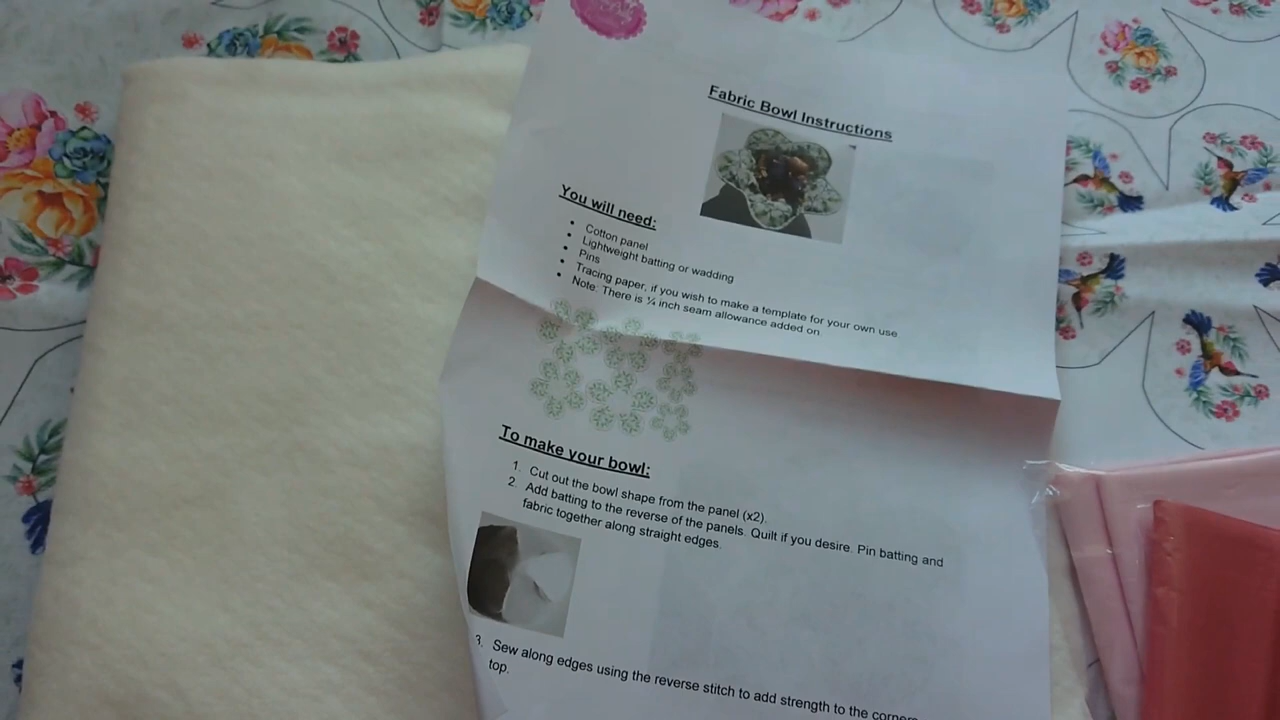 Fabric Bowl Instructions
You will need:
• Cotton panel
• Lightweight batting or wadding
• Pins
• Tracing paper, if you wish to make a template for your own use
Note: There is ¼ inch seam allowance added on
To make your bowl:
1. Cut out the bowl shape from the panel (x2).
2. Add batting to the reverse of the panels. Quilt if you desire. Pin batting and
fabric together along straight edges.
3. Sew along edges using the reverse stitch to add strength to the corners
top.